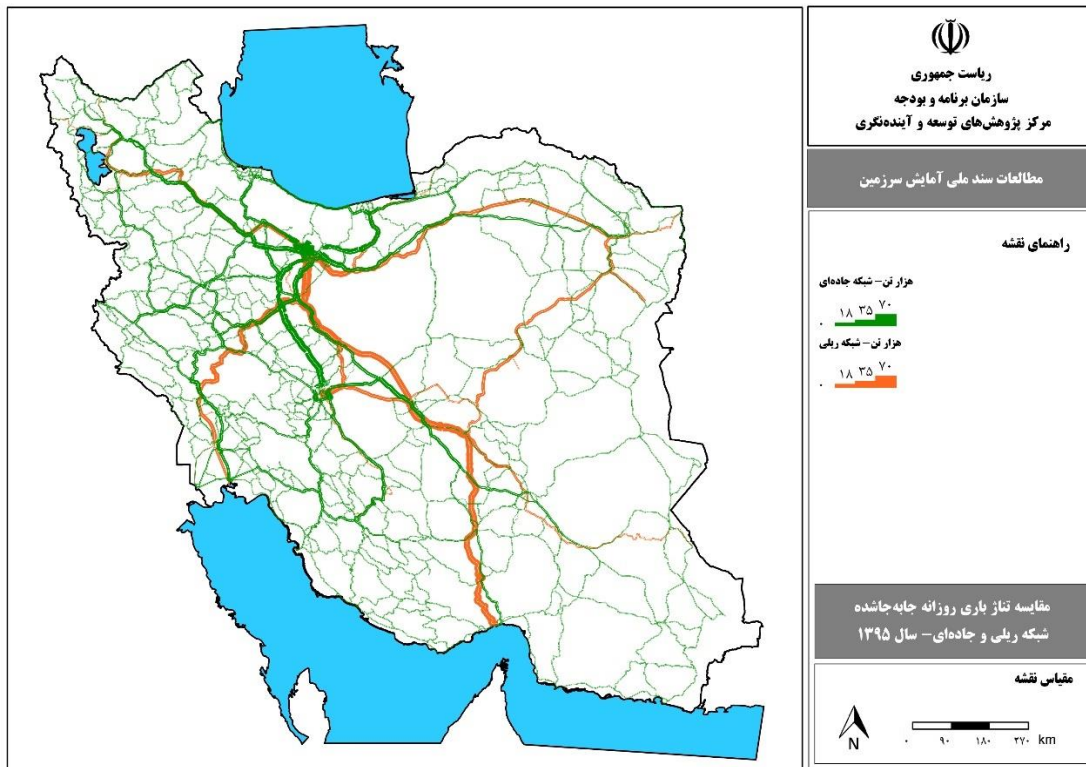 ریاست جمهوری
سازمان برنامه و بودجه
مرکز پژوهش‌های توسعه و آینده‌نگری
مطالعات سند ملی آمایش سرزمین
راهنمای نقشه
هزار تن- شبکه جاده‌ای
۰ ۱۸ ۳۵ ۷۰
هزار تن- شبکه ریلی
۰ ۱۸ ۳۵ ۷۰
مقایسه تناژ باری روزانه جابه‌جاشده
شبکه ریلی و جاده‌ای- سال ۱۳۹۵
مقیاس نقشه
N
۰ ۹۰ ۱۸۰ ۲۷۰ km